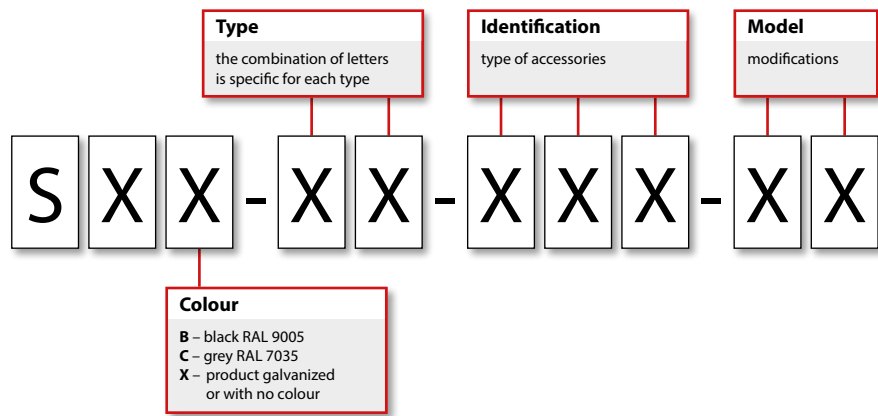 Type
the combination of letters
is specific for each type
Identification
type of accessories
Model
modifications
S X X - X X - X X X - X X
Colour
B – black RAL 9005
C – grey RAL 7035
X – product galvanized
or with no colour